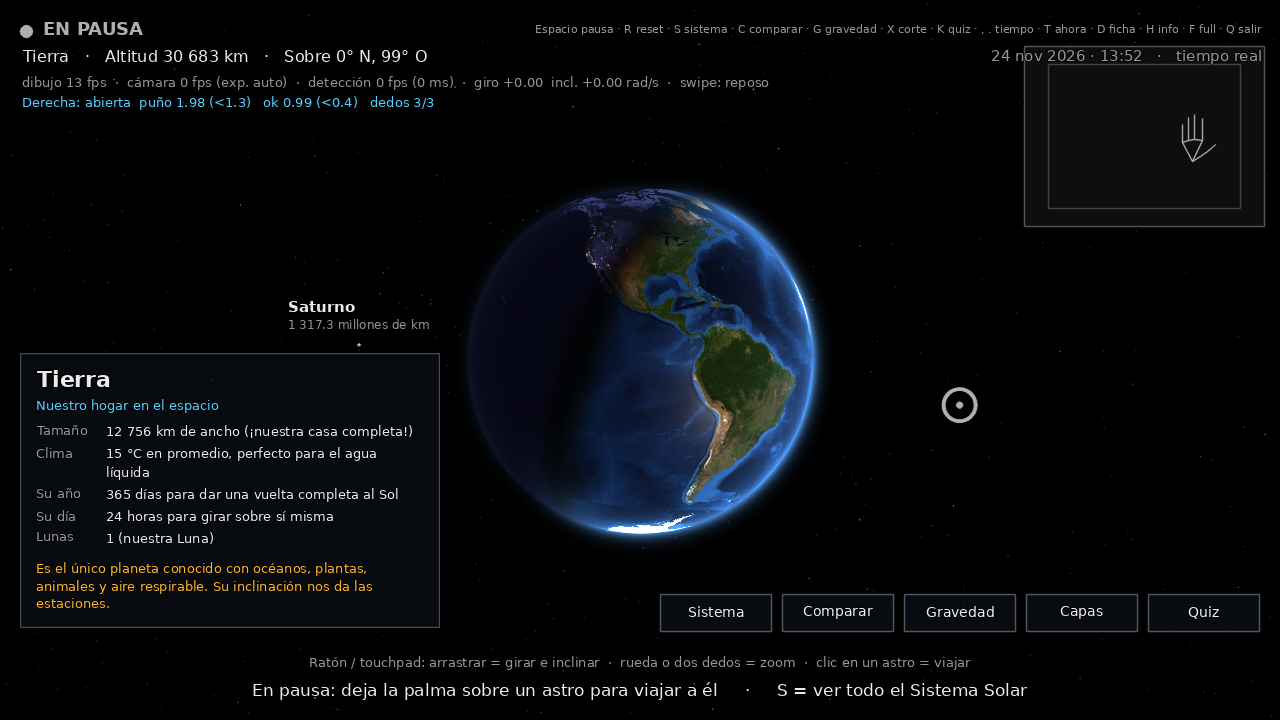 EN PAUSA
Espacio pausa · R reset · S sistema · C comparar · G gravedad · X corte · K quiz · , . tiempo · T ahora · D ficha · H info · F full · Q salir
Tierra · Altitud 30 683 km · Sobre 0° N, 99° O
24 nov 2026 · 13:52 · tiempo real
dibujo 13 fps · cámara 0 fps (exp. auto) · detección 0 fps (0 ms) · giro +0.00 incl. +0.00 rad/s · swipe: reposo
Derecha: abierta puño 1.98 (<1.3) ok 0.99 (<0.4) dedos 3/3
Saturno
1 317.3 millones de km
Tierra
Nuestro hogar en el espacio
Tamaño 12 756 km de ancho (¡nuestra casa completa!)
Clima 15 °C en promedio, perfecto para el agua
líquida
Su año 365 días para dar una vuelta completa al Sol
Su día 24 horas para girar sobre sí misma
Lunas 1 (nuestra Luna)
Es el único planeta conocido con océanos, plantas,
animales y aire respirable. Su inclinación nos da las
estaciones.
Sistema Comparar Gravedad Capas Quiz
Ratón / touchpad: arrastrar = girar e inclinar · rueda o dos dedos = zoom · clic en un astro = viajar
En pausa: deja la palma sobre un astro para viajar a él · S = ver todo el Sistema Solar